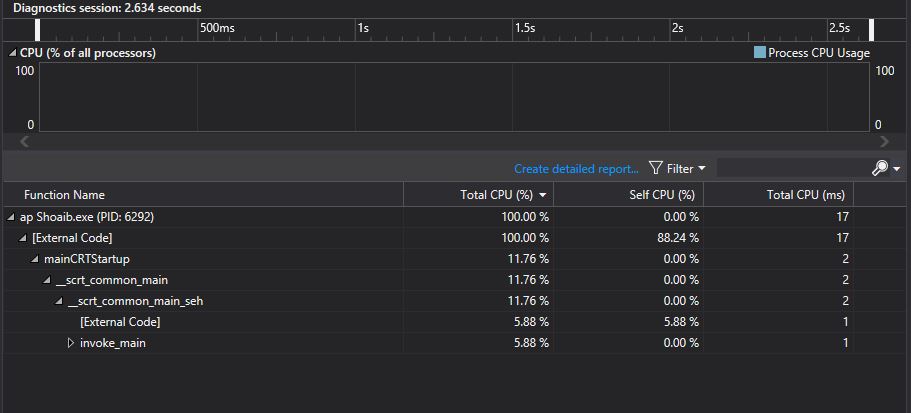 Diagnostics session: 2.634 seconds
500ms 1s 1.5s 2s 2.5s
CPU (% of all processors) Process CPU Usage
100 100
0 0
Create detailed report... Filter
Function Name Total CPU (%) Self CPU (%) Total CPU (ms)
ap Shoaib.exe (PID: 6292) 100.00 % 0.00 % 17
[External Code] 100.00 % 88.24 % 17
mainCRTStartup 11.76 % 0.00 % 2
__scrt_common_main 11.76 % 0.00 % 2
__scrt_common_main_seh 11.76 % 0.00 % 2
[External Code] 5.88 % 5.88 % 1
invoke_main 5.88 % 0.00 % 1